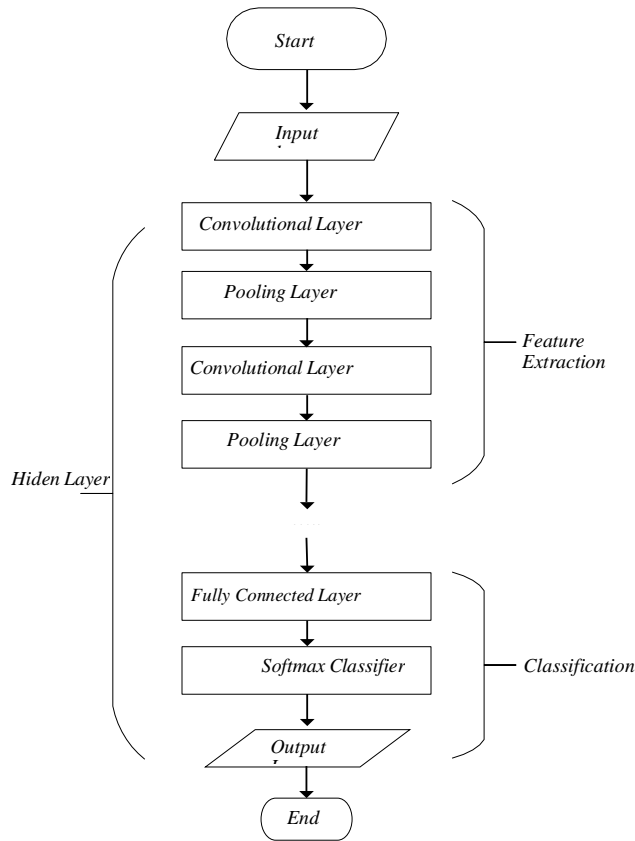 Start
Input
Convolutional Layer
Pooling Layer
Feature
Extraction
Convolutional Layer
Pooling Layer
Hiden Layer
.....
Fully Connected Layer
Softmax Classifier
Classification
Output
End